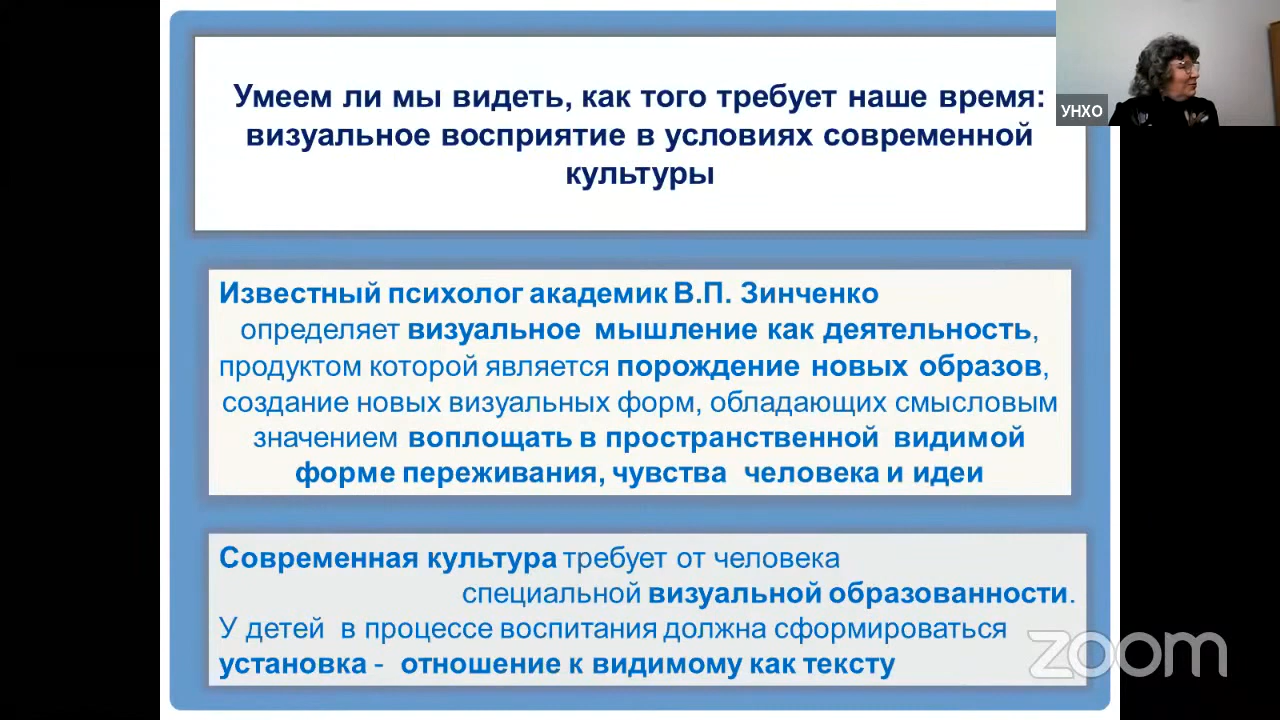 Умеем ли мы видеть, как того требует наше время:
визуальное восприятие в условиях современной
культуры
УНХО
Известный психолог академик В.П. Зинченко
определяет визуальное мышление как деятельность,
продуктом которой является порождение новых образов,
создание новых визуальных форм, обладающих смысловым
значением воплощать в пространственной видимой
форме переживания, чувства человека и идеи
Современная культура требует от человека
специальной визуальной образованности.
У детей в процессе воспитания должна сформироваться
установка - отношение к видимому как тексту
zoom